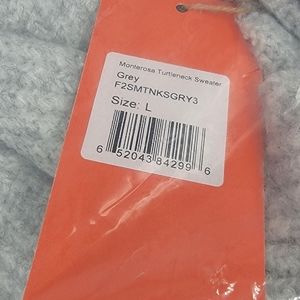 Monterosa Turtleneck Sweater
Grey
F2SMTNKSGRY3
Size: L
6 52043 84299 6